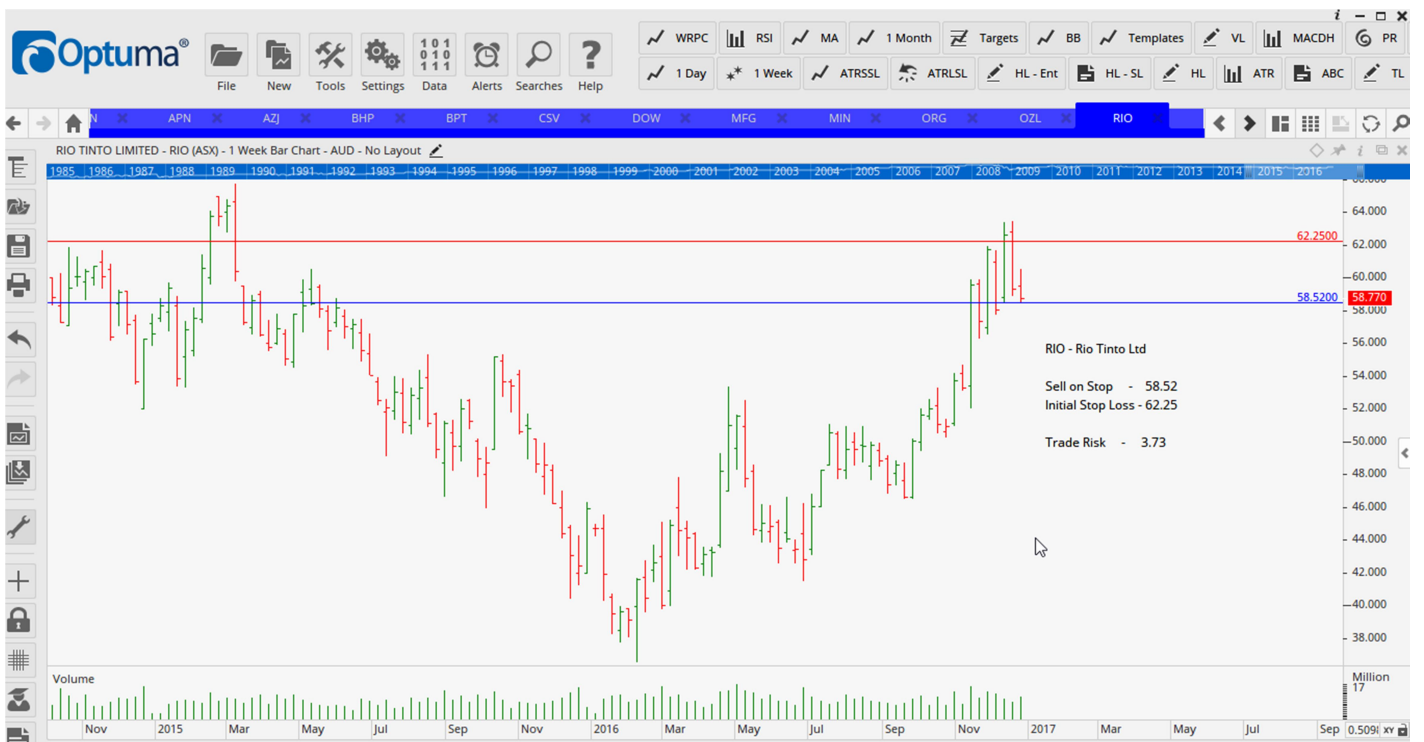 i
Optuma®
File
New
Tools
Settings
101
010
111
Data
Alerts
Searches
?
Help
WRPC
RSI
MA
1 Month
Targets
BB
Templates
VL
MACDH
PR
1 Day
1 Week
ATRSSL
ATRLSL
HL - Ent
HL - SL
HL
ATR
ABC
TL
N
APN
AZJ
BHP
BPT
CSV
DOW
MFG
MIN
ORG
OZL
RIO
RIO TINTO LIMITED - RIO (ASX) - 1 Week Bar Chart - AUD - No Layout
i
1985 1986 1987 1988 1989 1990 1991 1992 1993 1994 1995 1996 1997 1998 1999 2000 2001 2002 2003 2004 2005 2006 2007 2008 2009 2010 2011 2012 2013 2014 2015 2016
64.000
62.2500
62.000
60.000
58.5200
58.770
58.000
56.000
54.000
52.000
50.000
48.000
46.000
44.000
42.000
40.000
38.000
RIO - Rio Tinto Ltd
Sell on Stop - 58.52
Initial Stop Loss - 62.25
Trade Risk - 3.73
Volume
Million
17
Nov 2015 Mar May Jul Sep Nov 2016 Mar May Jul Sep Nov 2017 Mar May Jul Sep
XY